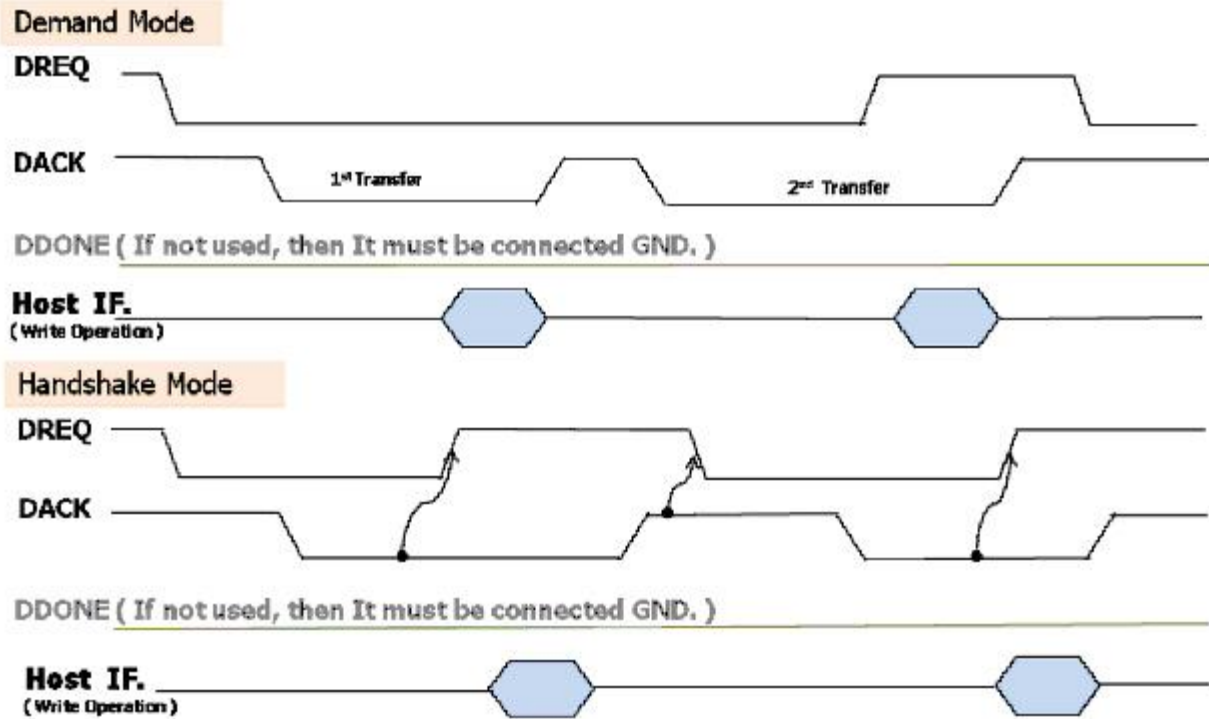 Demand Mode
DREQ
DACK
1st Transfer
2nd Transfer
DDONE ( If not used, then It must be connected GND. )
Host IF.
( Write Operation )
Handshake Mode
DREQ
DACK
DDONE ( If not used, then It must be connected GND. )
Host IF.
( Write Operation )